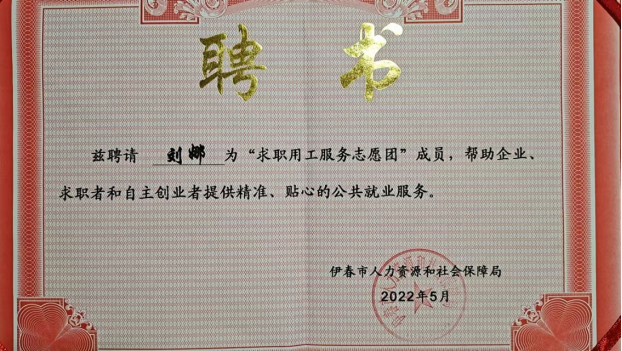 聘 书
兹聘请 刘娜 为“求职用工服务志愿团”成员，帮助企业、
求职者和自主创业者提供精准、贴心的公共就业服务。
伊春市人力资源和社会保障局
2022年5月